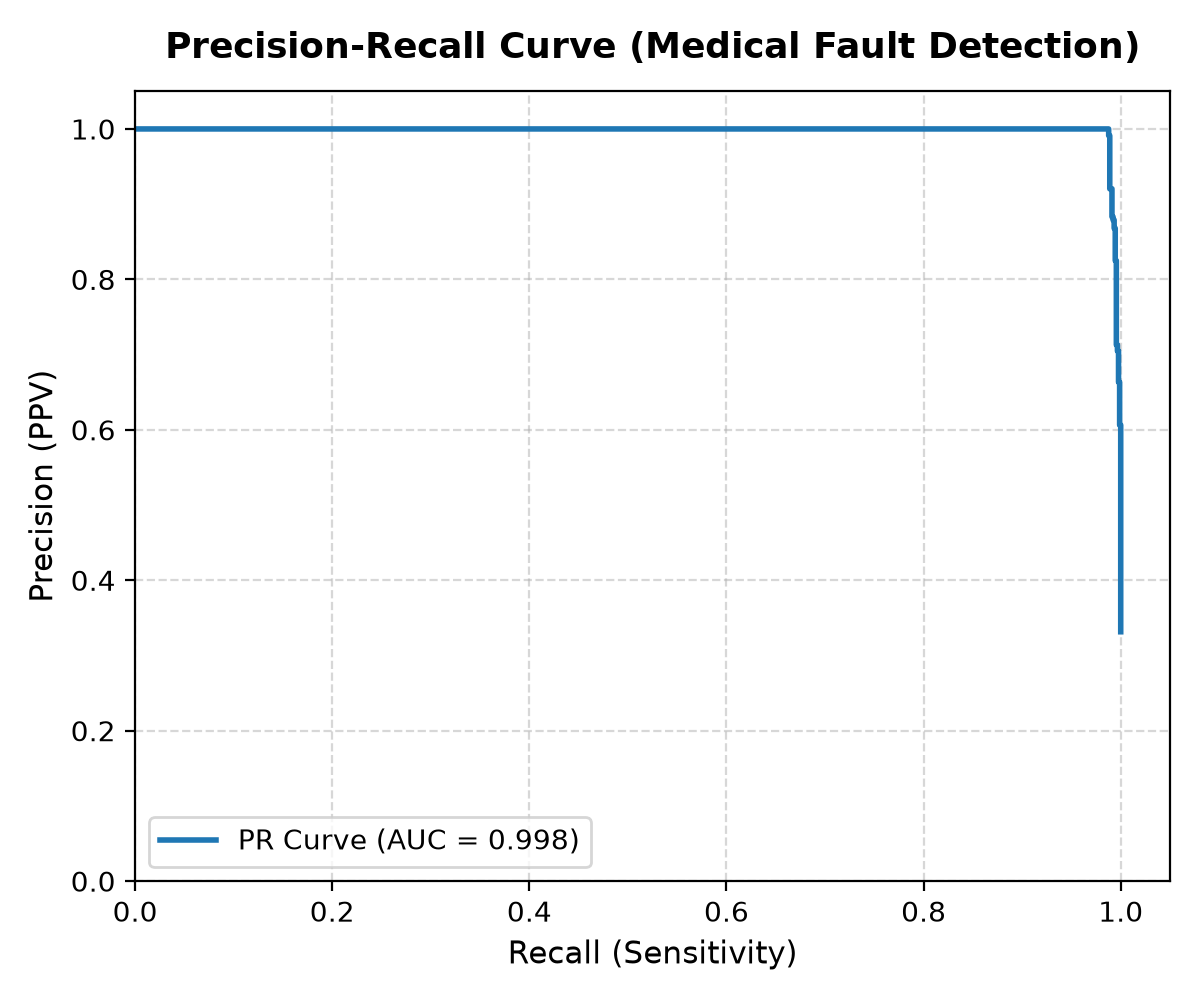 Precision-Recall Curve (Medical Fault Detection)
Precision (PPV)
1.0
0.8
0.6
0.4
0.2
0.0
PR Curve (AUC = 0.998)
0.0 0.2 0.4 0.6 0.8 1.0
Recall (Sensitivity)